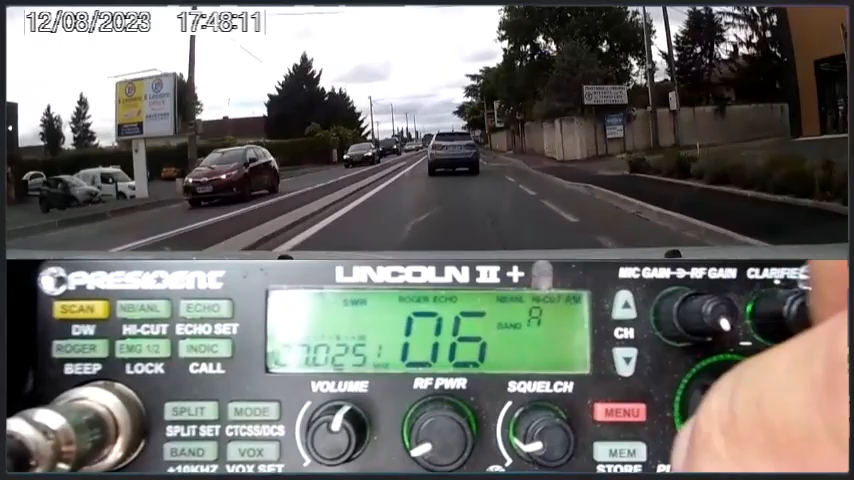 12/08/2023 17:48:11
PRESIDENT
LINCOLN II +
MIC GAIN RF GAIN CLARIFIE
SCAN NB/ANL ECHO
DW HI-CUT ECHO SET
ROGER EMG 1/2 INDIC
BEEP LOCK CALL
SWR ROGER ECHO NB/ANL HI-CUT
06
BAND A
27.0251
CH
VOLUME RF PWR SQUELCH
SPLIT MODE
SPLIT SET CTCSS/DCS
BAND VOX
+10KHZ VOX SET
MENU
MEM
STORE